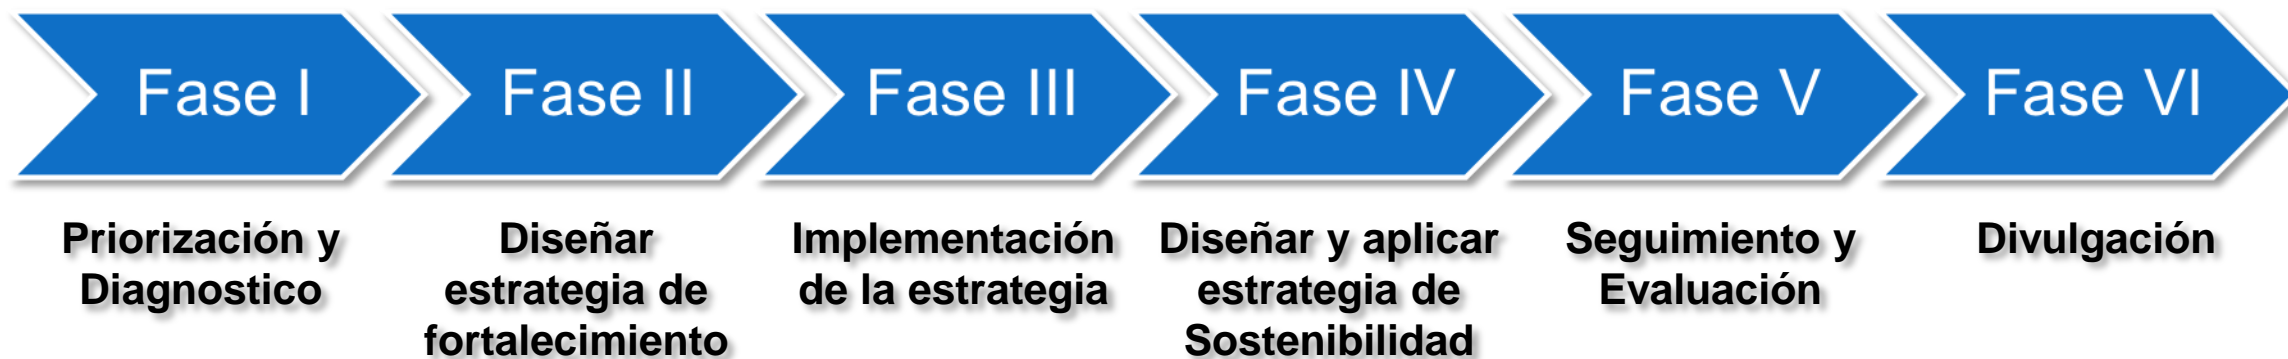 Fase I
Fase II
Fase III
Fase IV
Fase V
Fase VI
Priorización y
Diagnostico
Diseñar
estrategia de
fortalecimiento
Implementación
de la estrategia
Diseñar y aplicar
estrategia de
Sostenibilidad
Seguimiento y
Evaluación
Divulgación